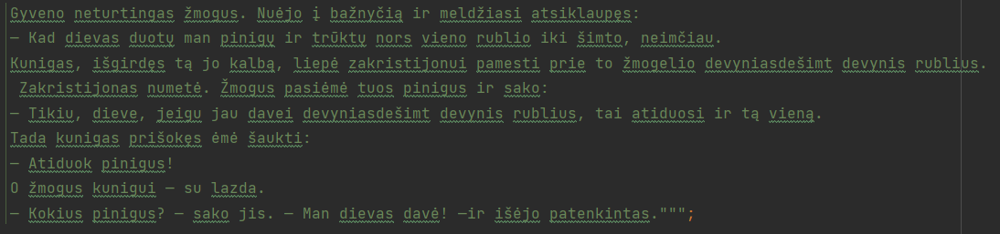 Gyveno neturtingas žmogus. Nuėjo į bažnyčią ir meldžiasi atsiklaupęs:
— Kad dievas duotų man pinigų ir trūktų nors vieno rublio iki šimto, neimčiau.
Kunigas, išgirdęs tą jo kalbą, liepė zakristijonui pamesti prie to žmogelio devyniasdešimt devynis rublius.
Zakristijonas numetė. Žmogus pasiėmė tuos pinigus ir sako:
— Tikiu, dieve, jeigu jau davei devyniasdešimt devynis rublius, tai atiduosi ir tą vieną.
Tada kunigas prišokęs ėmė šaukti:
— Atiduok pinigus!
O žmogus kunigui — su lazda.
— Kokius pinigus? — sako jis. — Man dievas davė! —ir išėjo patenkintas.""";